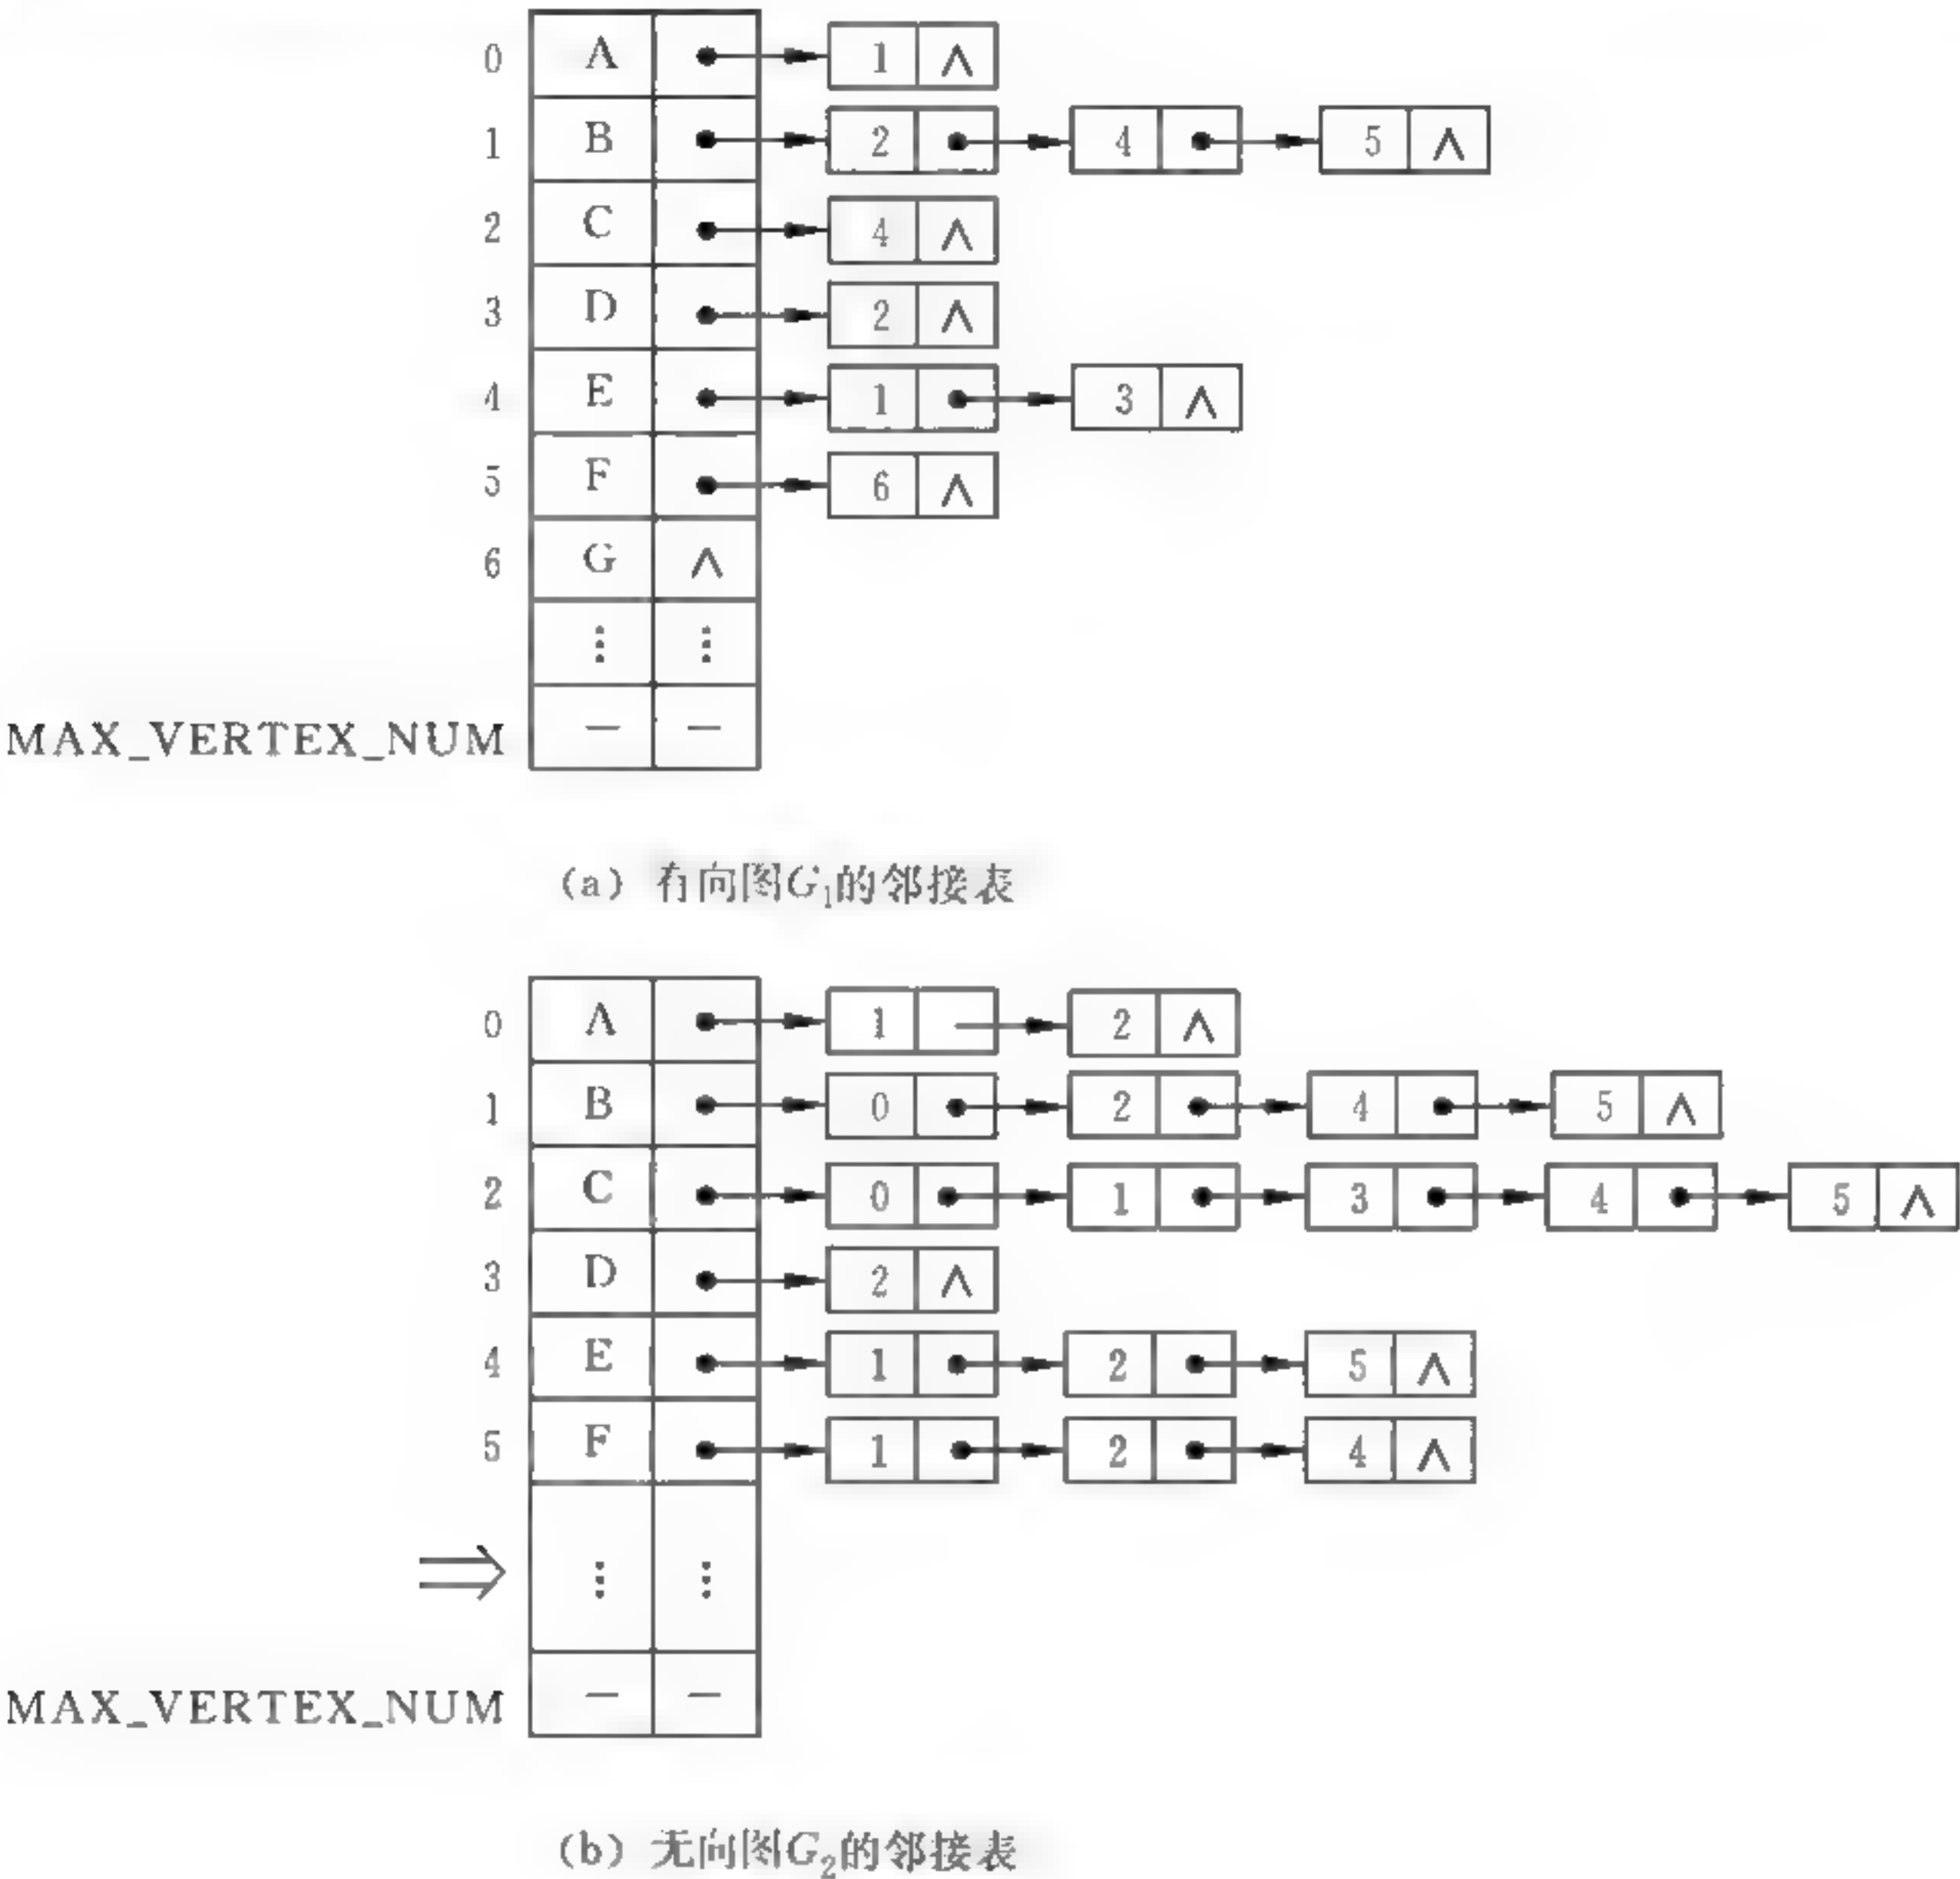 0 A 1 ∧
1 B 2 4 5 ∧
2 C 4 ∧
3 D 2 ∧
4 E 1 3 ∧
5 F 6 ∧
6 G ∧
⋮ ⋮
MAX_VERTEX_NUM — —
(a) 有向图G₁的邻接表
0 A 1 2 ∧
1 B 0 2 4 5 ∧
2 C 0 1 3 4 5 ∧
3 D 2 ∧
4 E 1 2 5 ∧
5 F 1 2 4 ∧
⋮ ⋮
MAX_VERTEX_NUM — —
(b) 无向图G₂的邻接表